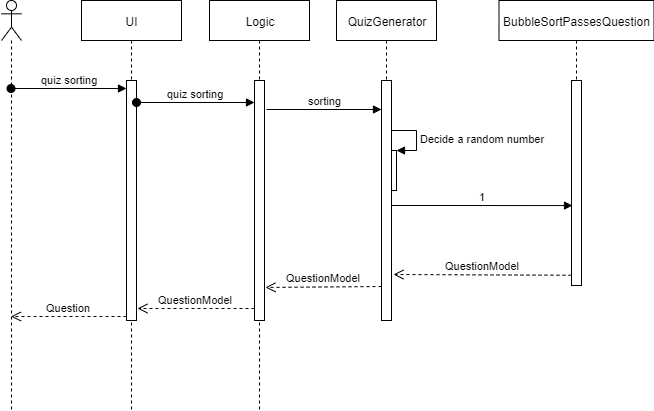 UI
Logic
QuizGenerator
BubbleSortPassesQuestion
quiz sorting
quiz sorting
sorting
Decide a random number
1
QuestionModel
QuestionModel
QuestionModel
Question